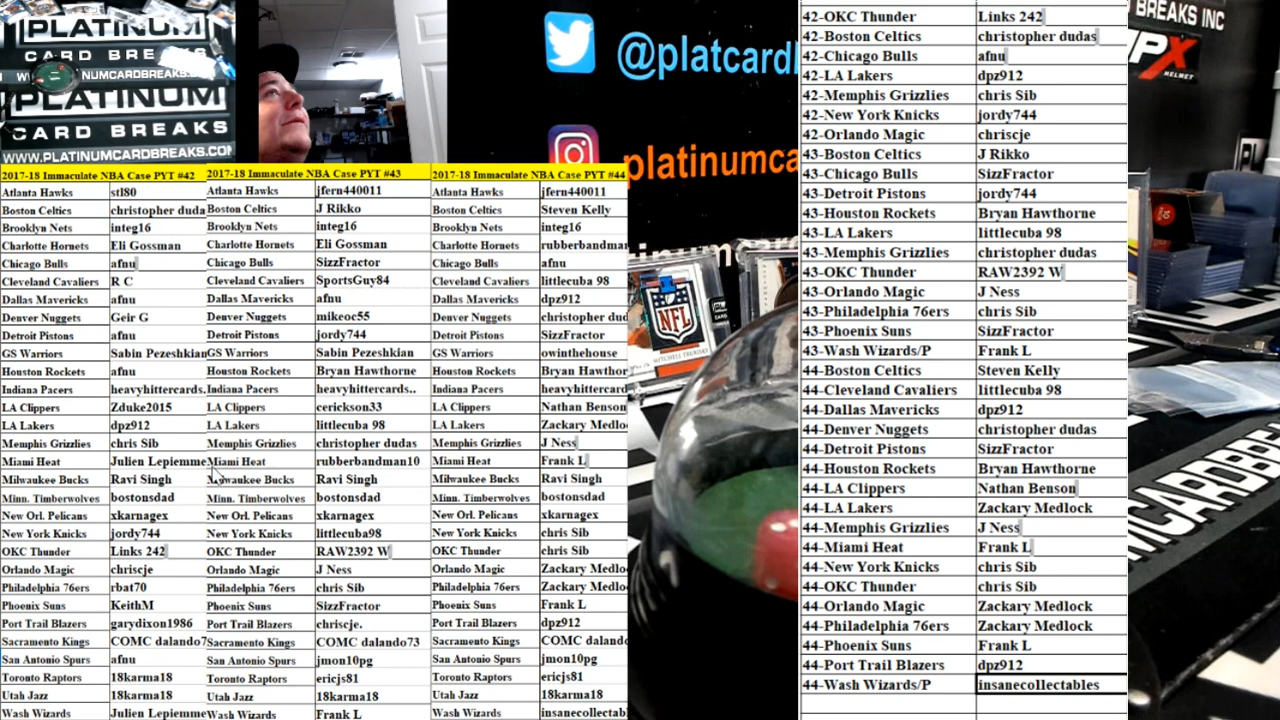 PLATINUM
CARD BREAKS
NUMCARDBREAKS.
PLATINUM
CARD BREAKS
WWW.PLATINUMCARDBREAKS.CO
@platcardl
platinumca
BREAKS INC
PX
HELMET
NFL
MITCHELL TRUBISKY
CARDBREA
2017-18 Immaculate NBA Case PYT #42
Atlanta Hawks stl80
Boston Celtics christopher duda
Brooklyn Nets integ16
Charlotte Hornets Eli Gossman
Chicago Bulls afnu
Cleveland Cavaliers R C
Dallas Mavericks afnu
Denver Nuggets Geir G
Detroit Pistons afnu
GS Warriors Sabin Pezeshkian
Houston Rockets afnu
Indiana Pacers heavyhittercards.
LA Clippers Zduke2015
LA Lakers dpz912
Memphis Grizzlies chris Sib
Miami Heat Julien Lepiemme
Milwaukee Bucks Ravi Singh
Minn. Timberwolves bostonsdad
New Orl. Pelicans xkarnagex
New York Knicks jordy744
OKC Thunder Links 242
Orlando Magic chriscje
Philadelphia 76ers rbat70
Phoenix Suns KeithM
Port Trail Blazers garydixon1986
Sacramento Kings COMC dalando7
San Antonio Spurs afnu
Toronto Raptors 18karma18
Utah Jazz 18karma18
Wash Wizards Julien Lepiemme
2017-18 Immaculate NBA Case PYT #43
Atlanta Hawks jfern440011
Boston Celtics J Rikko
Brooklyn Nets integ16
Charlotte Hornets Eli Gossman
Chicago Bulls SizzFractor
Cleveland Cavaliers SportsGuy84
Dallas Mavericks afnu
Denver Nuggets mikeoc55
Detroit Pistons jordy744
GS Warriors Sabin Pezeshkian
Houston Rockets Bryan Hawthorne
Indiana Pacers heavyhittercards..
LA Clippers cerickson33
LA Lakers littlecuba 98
Memphis Grizzlies christopher dudas
Miami Heat rubberbandman10
Milwaukee Bucks Ravi Singh
Minn. Timberwolves bostonsdad
New Orl. Pelicans xkarnagex
New York Knicks littlecuba98
OKC Thunder RAW2392 W
Orlando Magic J Ness
Philadelphia 76ers chris Sib
Phoenix Suns SizzFractor
Port Trail Blazers chriscje.
Sacramento Kings COMC dalando73
San Antonio Spurs jmon10pg
Toronto Raptors ericjs81
Utah Jazz 18karma18
Wash Wizards Frank L
2017-18 Immaculate NBA Case PYT #44
Atlanta Hawks jfern440011
Boston Celtics Steven Kelly
Brooklyn Nets integ16
Charlotte Hornets rubberbandmar
Chicago Bulls afnu
Cleveland Cavaliers littlecuba 98
Dallas Mavericks dpz912
Denver Nuggets christopher dud
Detroit Pistons SizzFractor
GS Warriors owinthehouse
Houston Rockets Bryan Hawthor
Indiana Pacers heavyhittercard
LA Clippers Nathan Benson
LA Lakers Zackary Medlo
Memphis Grizzlies J Ness
Miami Heat Frank L
Milwaukee Bucks Ravi Singh
Minn. Timberwolves bostonsdad
New Orl. Pelicans xkarnagex
New York Knicks chris Sib
OKC Thunder chris Sib
Orlando Magic Zackary Medlo
Philadelphia 76ers Zackary Medlo
Phoenix Suns Frank L
Port Trail Blazers dpz912
Sacramento Kings COMC daland
San Antonio Spurs jmon10pg
Toronto Raptors ericjs81
Utah Jazz 18karma18
Wash Wizards insanecollectabl
42-OKC Thunder Links 242
42-Boston Celtics christopher dudas
42-Chicago Bulls afnu
42-LA Lakers dpz912
42-Memphis Grizzlies chris Sib
42-New York Knicks jordy744
42-Orlando Magic chriscje
43-Boston Celtics J Rikko
43-Chicago Bulls SizzFractor
43-Detroit Pistons jordy744
43-Houston Rockets Bryan Hawthorne
43-LA Lakers littlecuba 98
43-Memphis Grizzlies christopher dudas
43-OKC Thunder RAW2392 W
43-Orlando Magic J Ness
43-Philadelphia 76ers chris Sib
43-Phoenix Suns SizzFractor
43-Wash Wizards/P Frank L
44-Boston Celtics Steven Kelly
44-Cleveland Cavaliers littlecuba 98
44-Dallas Mavericks dpz912
44-Denver Nuggets christopher dudas
44-Detroit Pistons SizzFractor
44-Houston Rockets Bryan Hawthorne
44-LA Clippers Nathan Benson
44-LA Lakers Zackary Medlock
44-Memphis Grizzlies J Ness
44-Miami Heat Frank L
44-New York Knicks chris Sib
44-OKC Thunder chris Sib
44-Orlando Magic Zackary Medlock
44-Philadelphia 76ers Zackary Medlock
44-Phoenix Suns Frank L
44-Port Trail Blazers dpz912
44-Wash Wizards/P insanecollectables